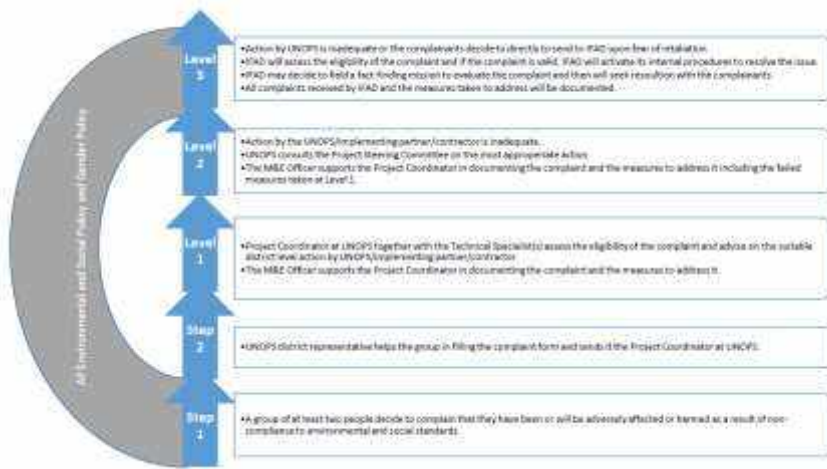 AF Environmental and Social Policy and Gender Policy
Level
3
•Action by UNOPS is inadequate or the complainants decide to directly to send to IFAD upon fear of retaliation.
•IFAD will assess the eligibility of the complaint and if the complaint is valid, IFAD will activate its internal procedures to resolve the issue.
•IFAD may decide to field a fact-finding mission to evaluate the complaint and then will seek resolution with the complainants.
•All complaints received by IFAD and the measures taken to address will be documented.
Level
2
•Action by the UNOPS/implementing partner/contractor is inadequate.
•UNOPS consults the Project Steering Committee on the most appropriate action.
•The M&E Officer supports the Project Coordinator in documenting the complaint and the measures to address it including the failed
measures taken at Level 1.
Level
1
•Project Coordinator at UNOPS together with the Technical Specialist(s) assess the eligibility of the complaint and advise on the suitable
district level action by UNOPS/implementing partner/contractor
•The M&E Officer supports the Project Coordinator in documenting the complaint and the measures to address it.
Step
2
•UNOPS district representative helps the group in filling the complaint form and sends it the Project Coordinator at UNOPS.
Step
1
•A group of at least two people decide to complain that they have been or will be adversely affected or harmed as a result of non-
compliance to environmental and social standards.